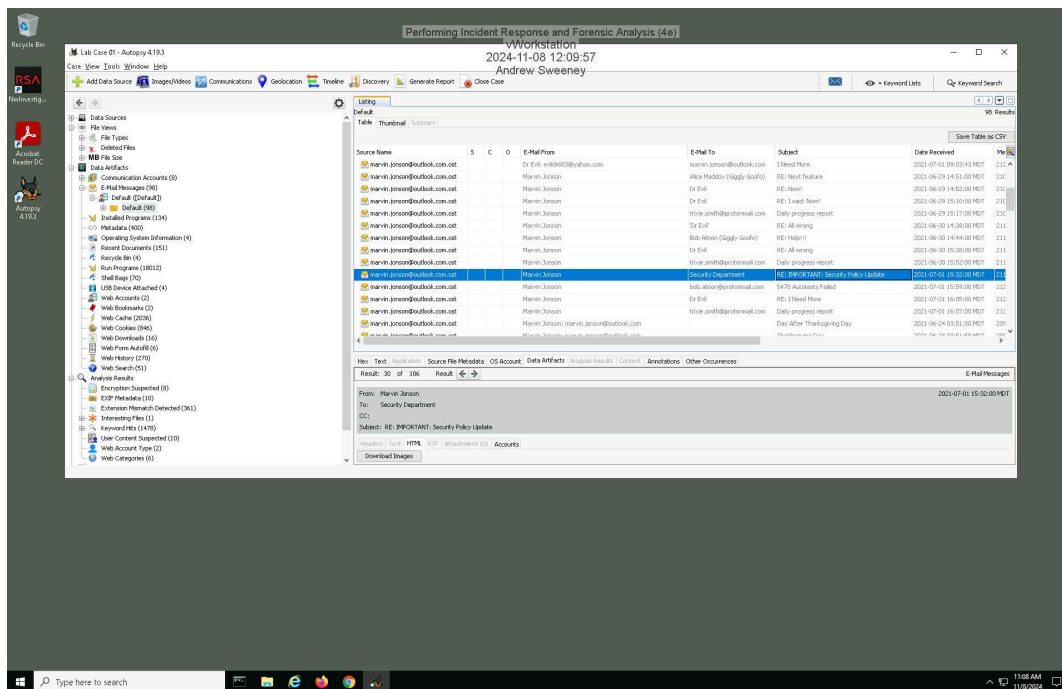 Recycle Bin
NwInvestig...
Acrobat
Reader DC
Autopsy
4.19.3
Performing Incident Response and Forensic Analysis (4e)
vWorkstation
2024-11-08 12:09:57
Andrew Sweeney
Lab Case 01 - Autopsy 4.19.3
Case View Tools Window Help
Add Data Source Images/Videos Communications Geolocation Timeline Discovery Generate Report Close Case Keyword Lists Keyword Search
Data Sources
File Views
File Types
Deleted Files
MB File Size
Data Artifacts
Communication Accounts (8)
E-Mail Messages (98)
Default ([Default])
Default (98)
Installed Programs (134)
Metadata (400)
Operating System Information (4)
Recent Documents (151)
Recycle Bin (4)
Run Programs (18012)
Shell Bags (70)
USB Device Attached (4)
Web Accounts (2)
Web Bookmarks (2)
Web Cache (2036)
Web Cookies (846)
Web Downloads (16)
Web Form Autofill (6)
Web History (270)
Web Search (51)
Analysis Results
Encryption Suspected (8)
EXIF Metadata (10)
Extension Mismatch Detected (361)
Interesting Files (1)
Keyword Hits (1478)
User Content Suspected (10)
Web Account Type (2)
Web Categories (6)
Listing
Default 98 Results
Table Thumbnail Summary
Save Table as CSV
Source Name S C O E-Mail From E-Mail To Subject Date Received Me
marvin.jonson@outlook.com.ost Dr Evil: evildr683@yahoo.com marvin.jonson@outlook.com I Need More 2021-07-01 09:03:43 MDT 212
marvin.jonson@outlook.com.ost Marvin Jonson Alice Maddox (Giggly Goofo) RE: Next feature 2021-06-29 14:51:00 MDT 210
marvin.jonson@outlook.com.ost Marvin Jonson Dr Evil RE: Now! 2021-06-29 14:52:00 MDT 210
marvin.jonson@outlook.com.ost Marvin Jonson Dr Evil RE: I said: Now! 2021-06-29 15:10:00 MDT 210
marvin.jonson@outlook.com.ost Marvin Jonson trixie.smith@protonmail.com Daily progress report 2021-06-29 15:17:00 MDT 210
marvin.jonson@outlook.com.ost Marvin Jonson 'Dr Evil' RE: All wrong 2021-06-30 14:38:00 MDT 211
marvin.jonson@outlook.com.ost Marvin Jonson Bob Almon (Giggly Goofo) RE: Help!!! 2021-06-30 14:44:00 MDT 211
marvin.jonson@outlook.com.ost Marvin Jonson Dr Evil RE: All wrong 2021-06-30 15:36:00 MDT 211
marvin.jonson@outlook.com.ost Marvin Jonson trixie.smith@protonmail.com Daily progress report 2021-06-30 15:52:00 MDT 211
marvin.jonson@outlook.com.ost Marvin Jonson Security Department RE: IMPORTANT: Security Policy Update 2021-07-01 15:32:00 MDT
marvin.jonson@outlook.com.ost Marvin Jonson bob.almon@protonmail.com 5478 Autotests Failed 2021-07-01 15:59:00 MDT 212
marvin.jonson@outlook.com.ost Marvin Jonson Dr Evil RE: I Need More 2021-07-01 16:05:00 MDT 212
marvin.jonson@outlook.com.ost Marvin Jonson trixie.smith@protonmail.com Daily progress report 2021-07-01 16:07:00 MDT 212
marvin.jonson@outlook.com.ost Marvin Jonson: marvin.jonson@outlook.com Day After Thanksgiving Day 2021-06-24 03:51:50 MDT 209
Hex Text Application Source File Metadata OS Account Data Artifacts Analysis Results Context Annotations Other Occurrences
Result: 30 of 106 Result E-Mail Messages
From: Marvin Jonson 2021-07-01 15:32:00 MDT
To: Security Department
CC:
Subject: RE: IMPORTANT: Security Policy Update
Headers Text HTML RTF Attachments (0) Accounts
Download Images
Type here to search
11:08 AM
11/8/2024